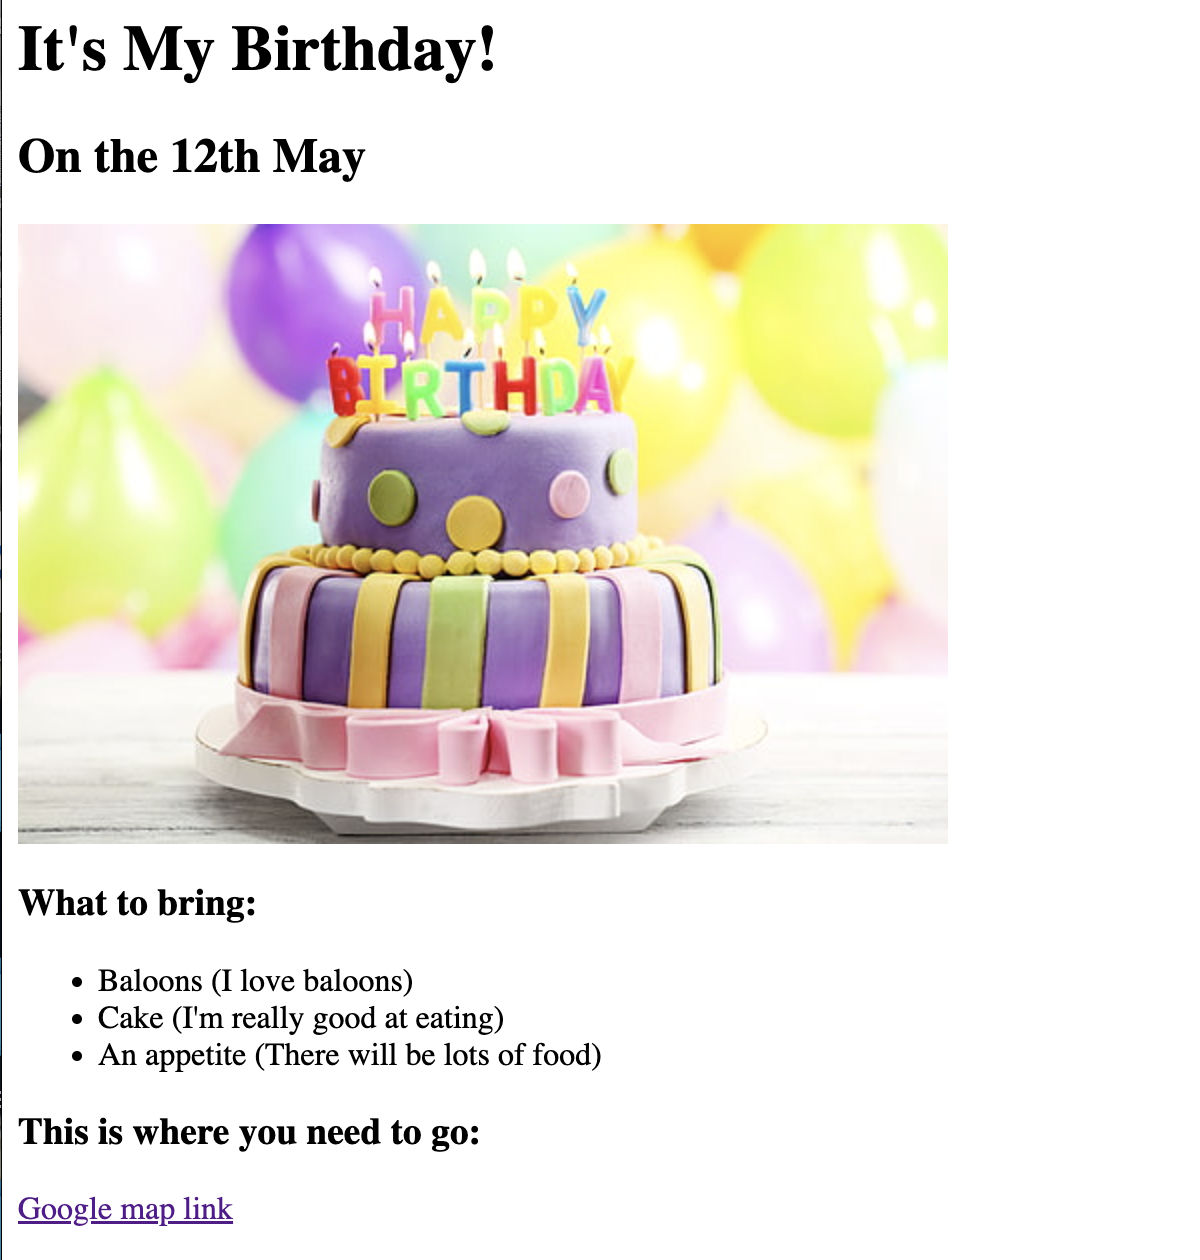 It's My Birthday!
On the 12th May
HAPPY
BIRTHDAY
What to bring:
Baloons (I love baloons)
Cake (I'm really good at eating)
An appetite (There will be lots of food)
This is where you need to go:
Google map link